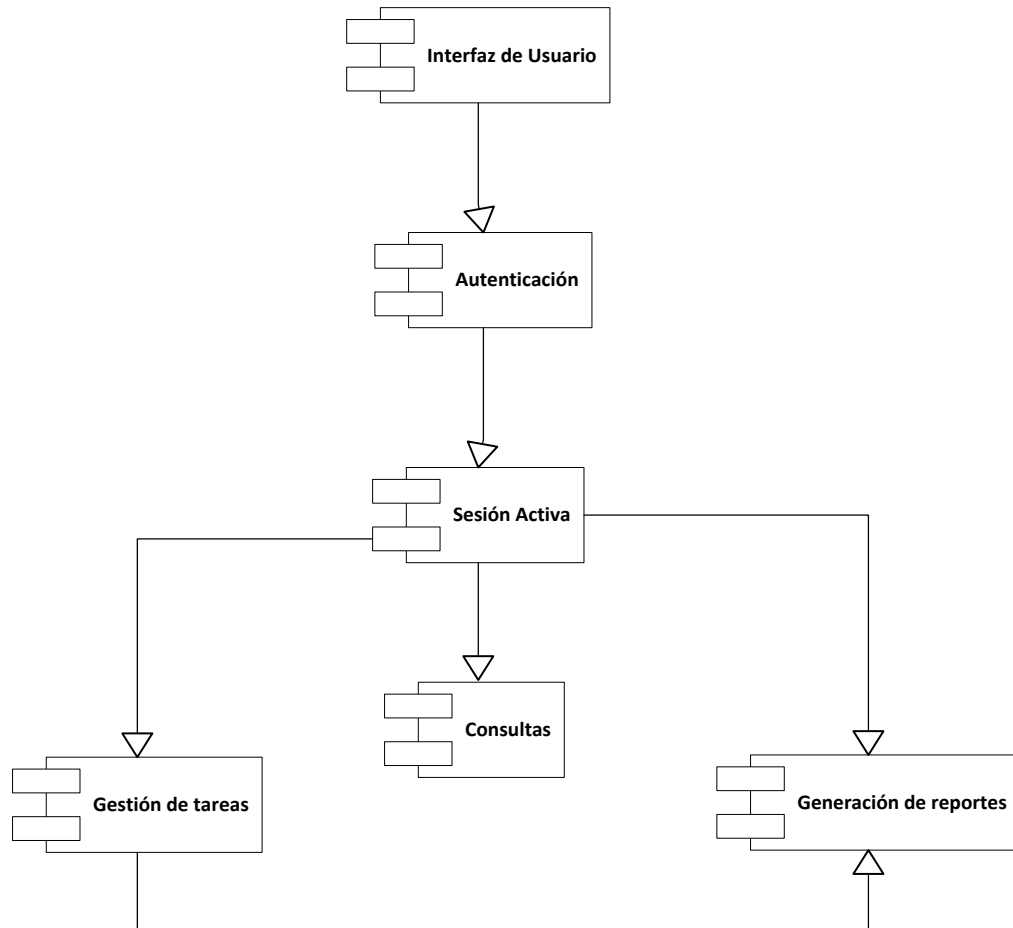 Interfaz de Usuario
Autenticación
Sesión Activa
Consultas
Gestión de tareas
Generación de reportes